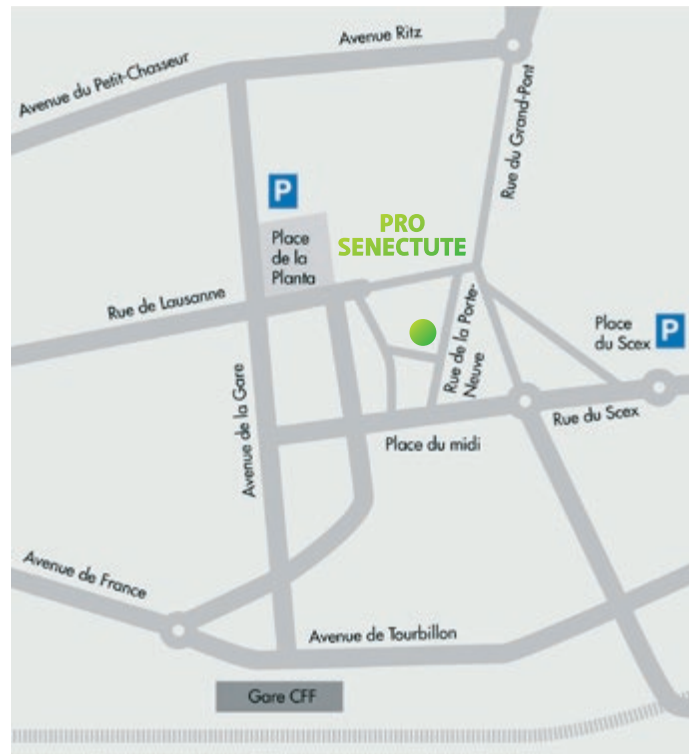 Avenue Ritz
Avenue du Petit-Chasseur
Rue du Grand-Pont
P
PRO
SENECTUTE
Place
de la
Planta
Rue de Lausanne
Rue de la Porte-
Neuve
Place
du Scex
P
Avenue de la Gare
Rue du Scex
Place du midi
Avenue de France
Avenue de Tourbillon
Gare CFF